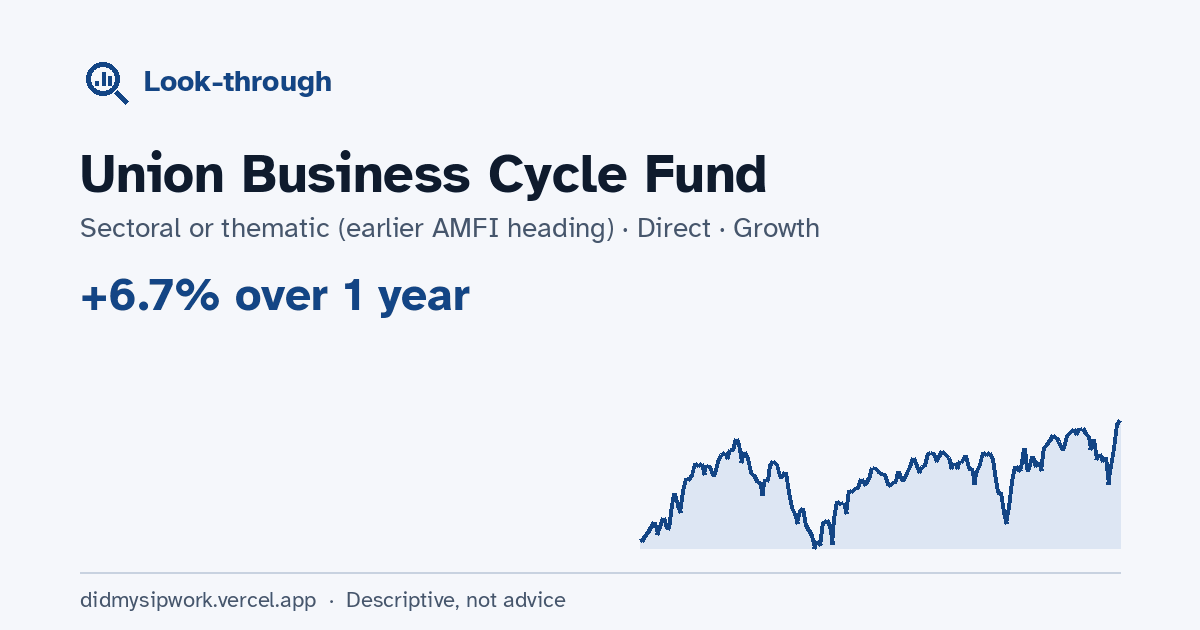 Look-through
Union Business Cycle Fund
Sectoral or thematic (earlier AMFI heading) · Direct · Growth
+6.7% over 1 year
didmysipwork.vercel.app · Descriptive, not advice